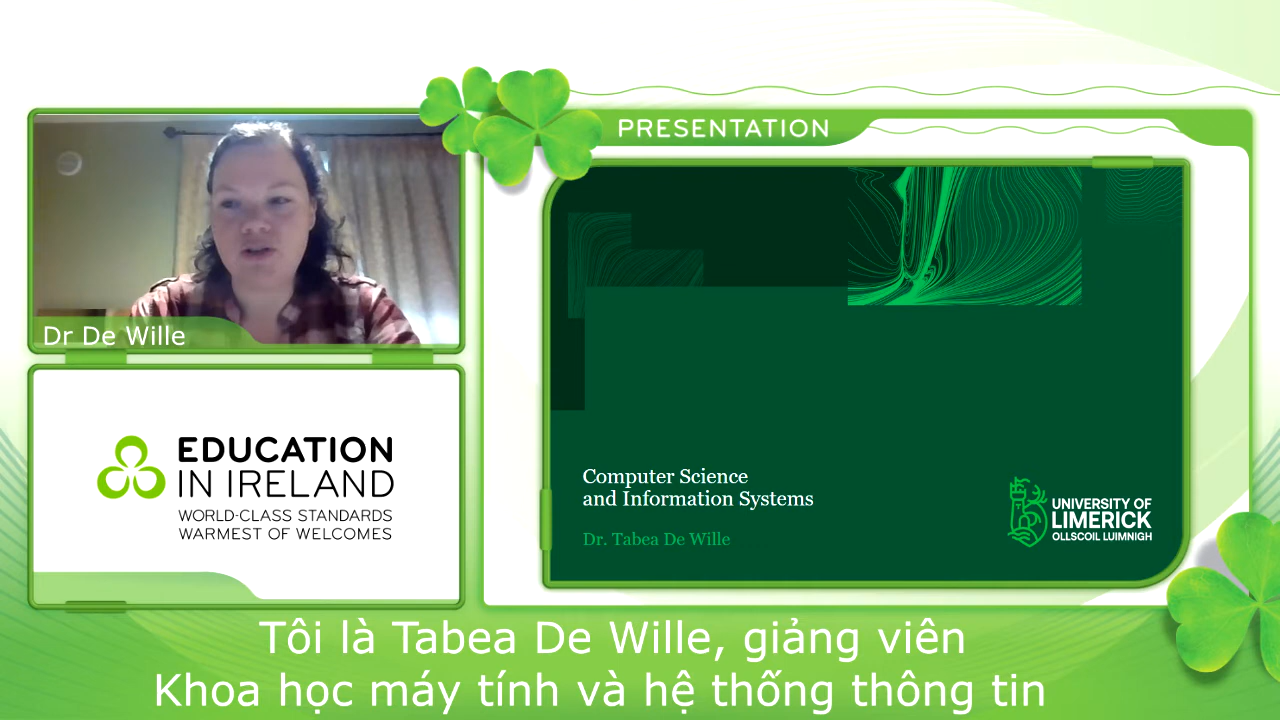 PRESENTATION
Dr De Wille
EDUCATION
IN IRELAND
WORLD-CLASS STANDARDS
WARMEST OF WELCOMES
Computer Science
and Information Systems
Dr. Tabea De Wille
UNIVERSITY OF
LIMERICK
OLLSCOIL LUIMNIGH
Tôi là Tabea De Wille, giảng viên
Khoa học máy tính và hệ thống thông tin